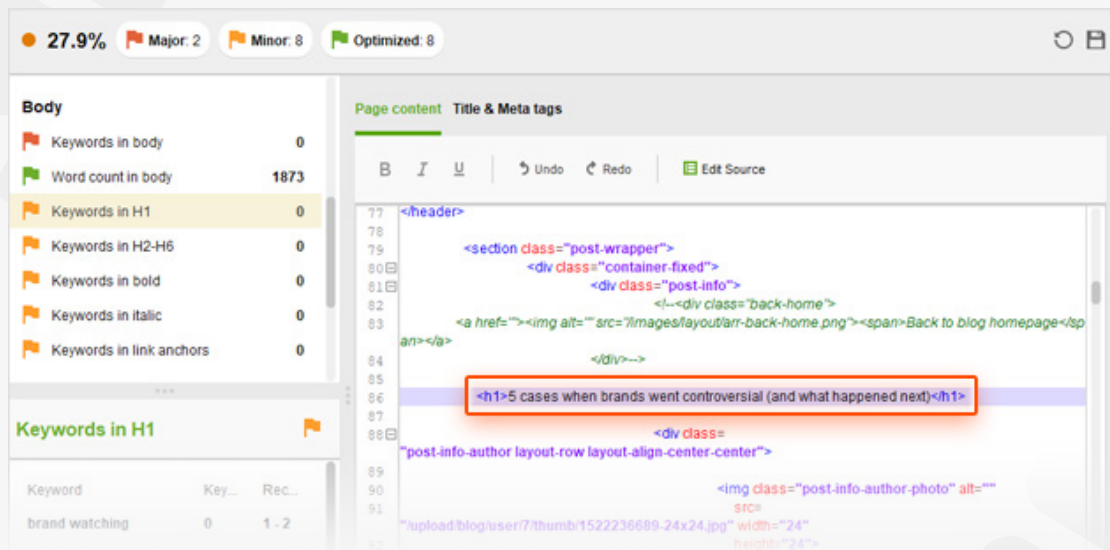 27.9% Major: 2 Minor: 8 Optimized: 8
Body
Keywords in body 0
Word count in body 1873
Keywords in H1 0
Keywords in H2-H6 0
Keywords in bold 0
Keywords in italic 0
Keywords in link anchors 0
Keywords in H1
Keyword Key... Rec...
brand watching 0 1 - 2
Page content Title & Meta tags
B I U Undo Redo Edit Source
77 </header>
78
79 <section class="post-wrapper">
80 <div class="container-fixed">
81 <div class="post-info">
82 <!--<div class="back-home">
83 <a href=""><img alt="" src="/images/layout/arr-back-home.png"><span>Back to blog homepage</sp
an></a>
84 </div>-->
85
86 <h1>5 cases when brands went controversial (and what happened next)</h1>
87
88 <div class=
"post-info-author layout-row layout-align-center-center">
89
90 <img class="post-info-author-photo" alt=""
91 src=
"/upload/blog/user/7/thumb/1522236689-24x24.jpg" width="24"
92 height="24">